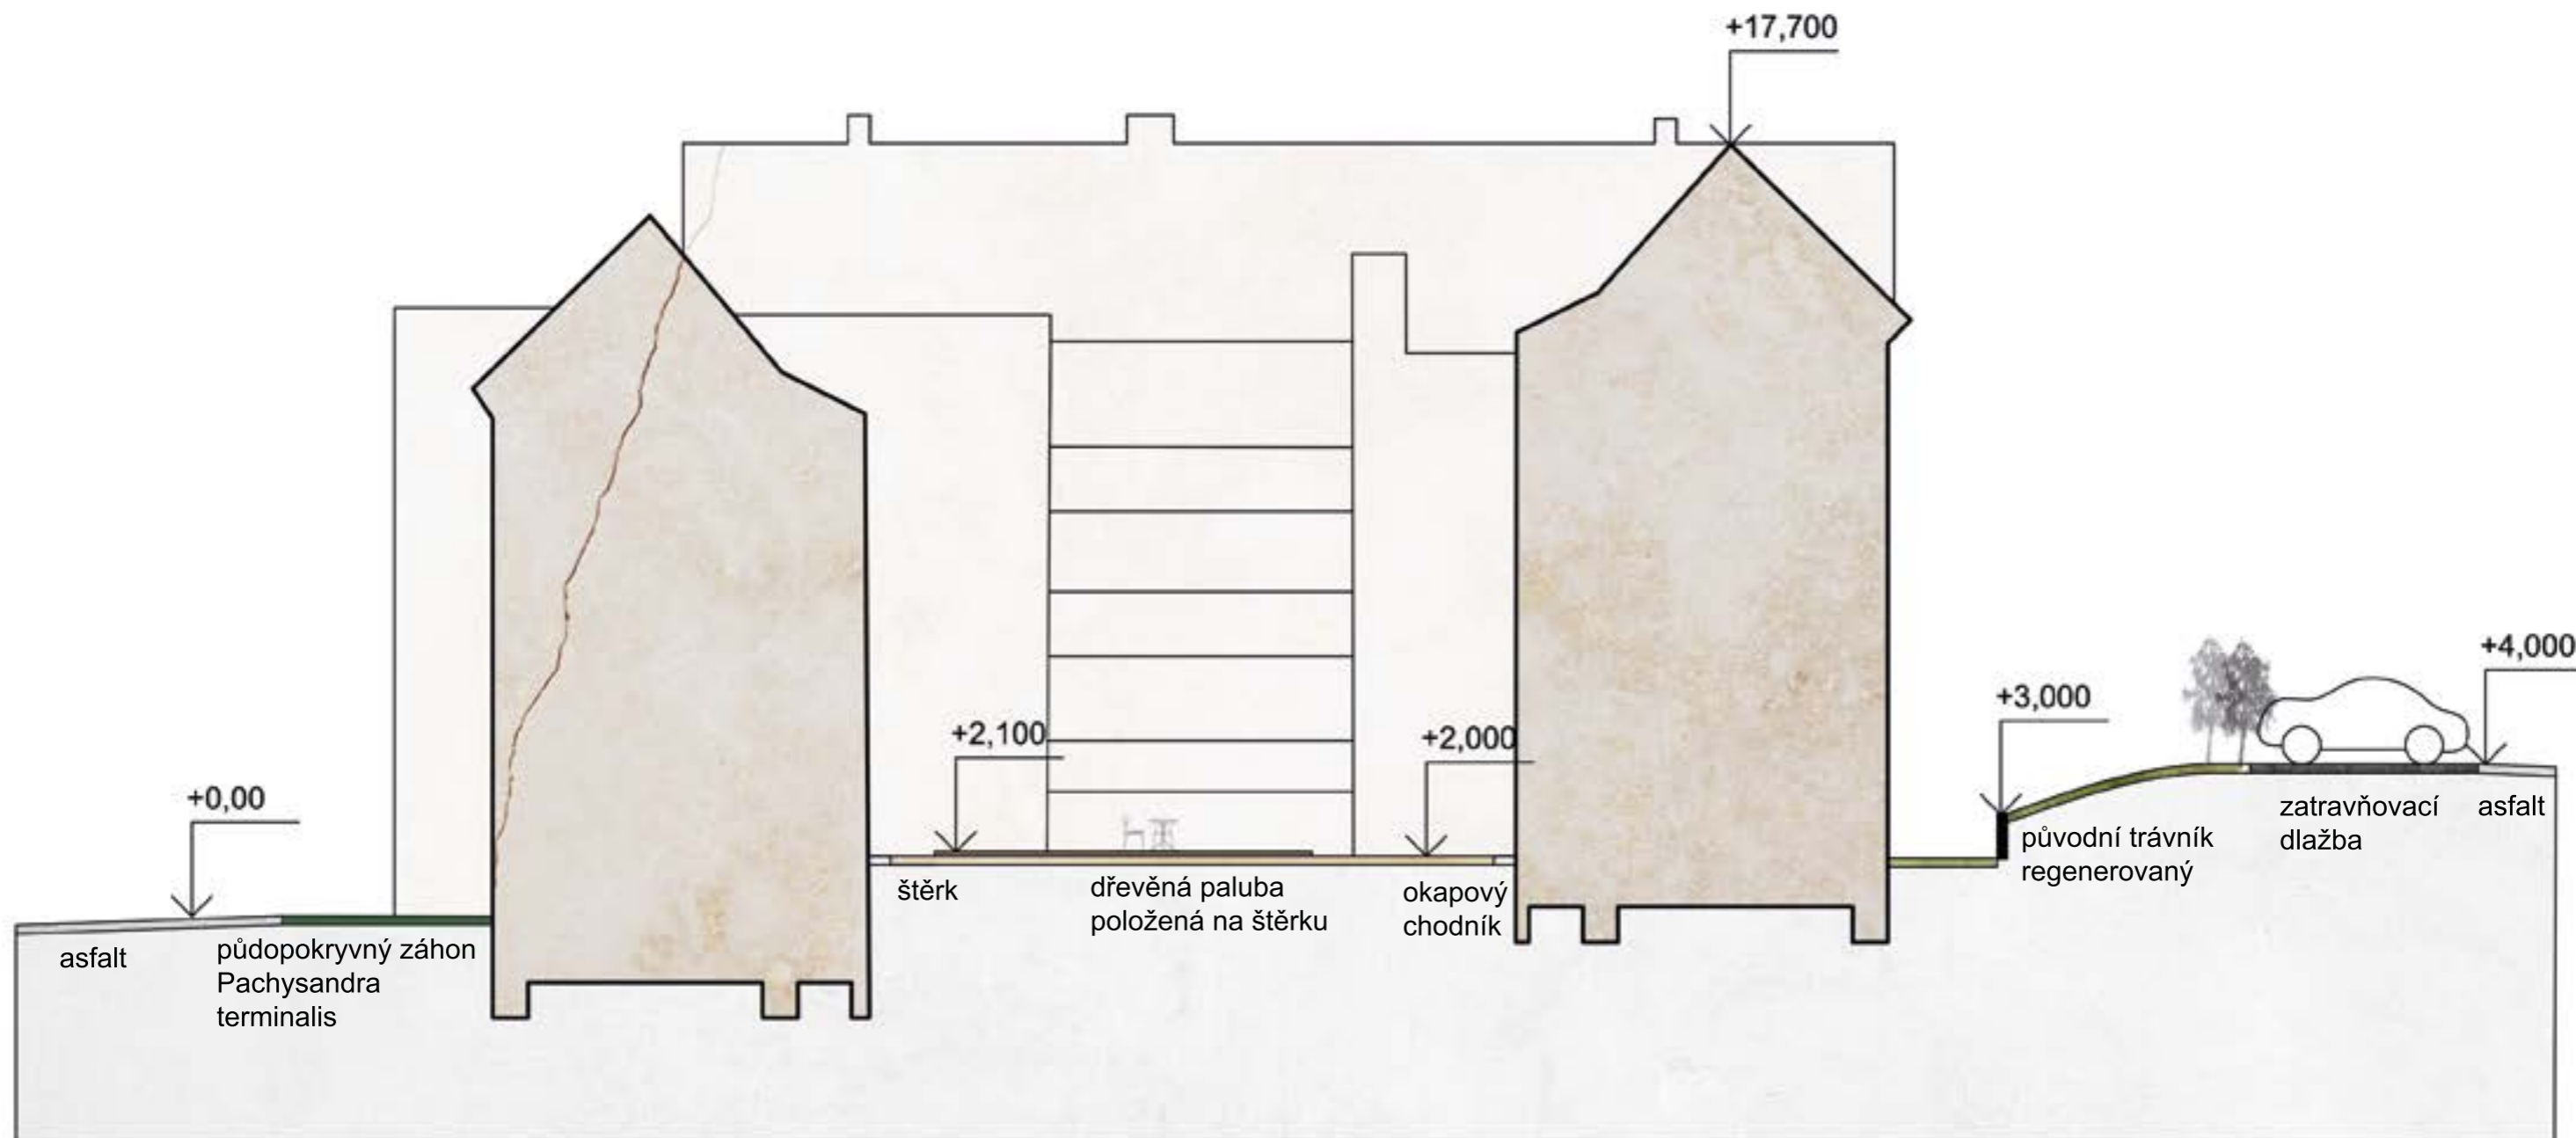 +17,700
+4,000
+3,000
+2,100
+2,000
+0,00
zatravňovací
dlažba
asfalt
původní trávník
regenerovaný
štěrk
dřevěná paluba
položená na štěrku
okapový
chodník
asfalt
půdopokryvný záhon
Pachysandra
terminalis